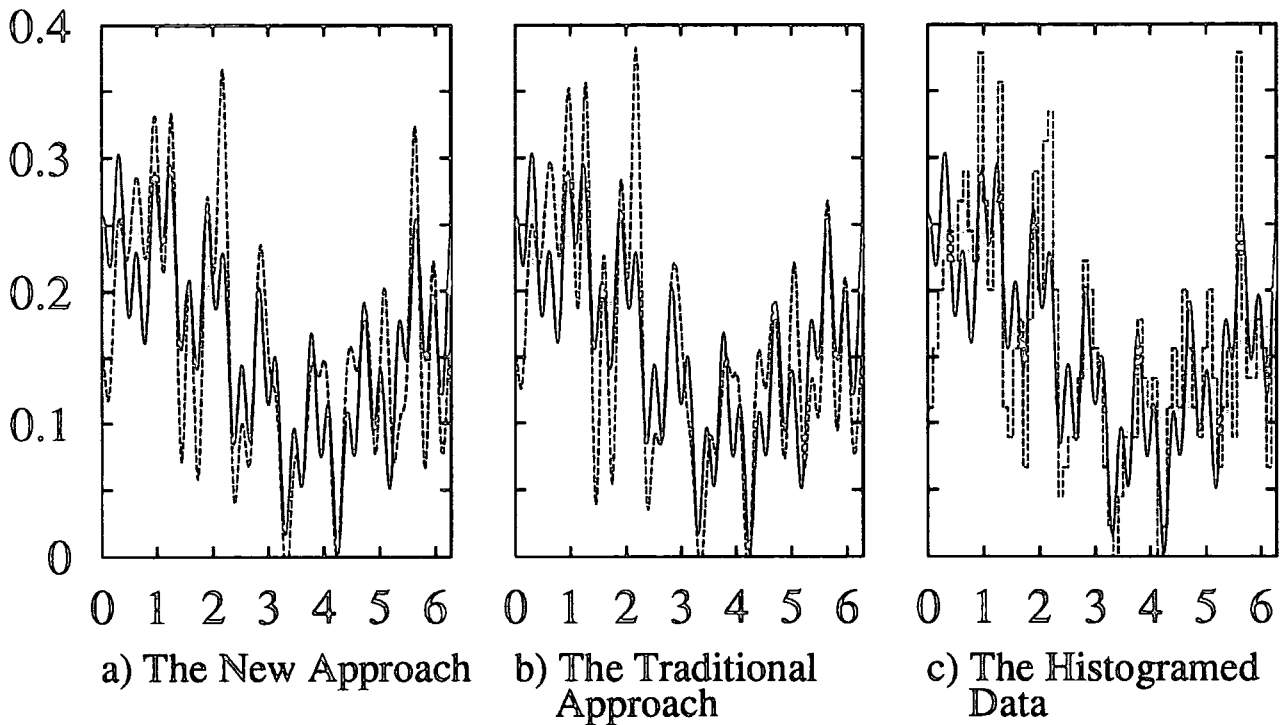 0.4
0.3
0.2
0.1
0
0 1 2 3 4 5 6
0 1 2 3 4 5 6
0 1 2 3 4 5 6
a) The New Approach
b) The Traditional
Approach
c) The Histogramed
Data